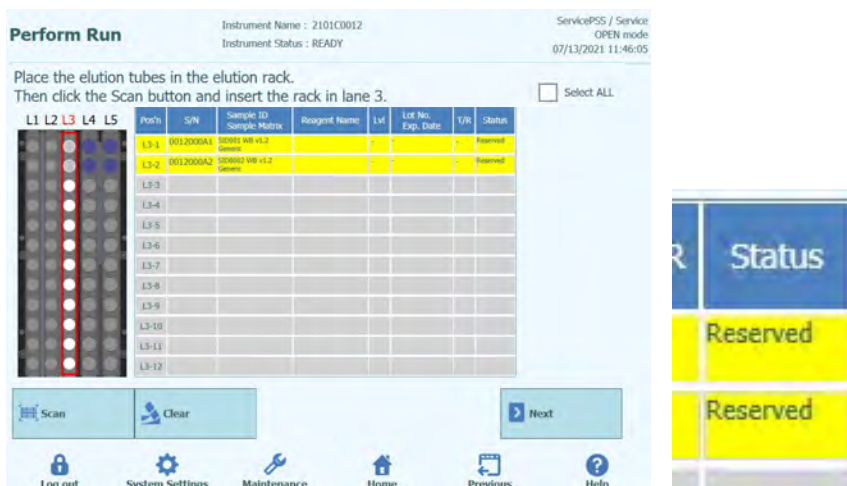 Perform Run
Instrument Name : 2101C0012
Instrument Status : READY
ServicePSS / Service
OPEN mode
07/13/2021 11:46:05
Place the elution tubes in the elution rack.
Then click the Scan button and insert the rack in lane 3.
Select ALL
L1 L2 L3 L4 L5
Pos'n S/N Sample ID Sample Matrix Reagent Name Lvl Lot No. Exp. Date T/R Status
L3-1 0012000A1 SID001 WB v1.2 Generic - - - Reserved
L3-2 0012000A2 SID0002 WB v1.2 Generic - - - Reserved
L3-3
L3-4
L3-5
L3-6
L3-7
L3-8
L3-9
L3-10
L3-11
L3-12
Scan
Clear
Next
Log out
System Settings
Maintenance
Home
Previous
Help
R Status
Reserved
Reserved